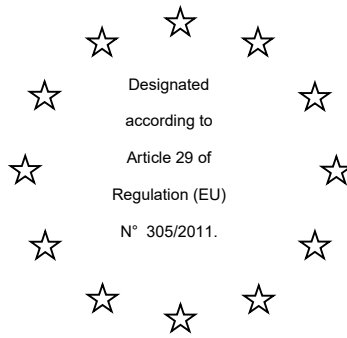 Designated
according to
Article 29 of
Regulation (EU)
N° 305/2011.